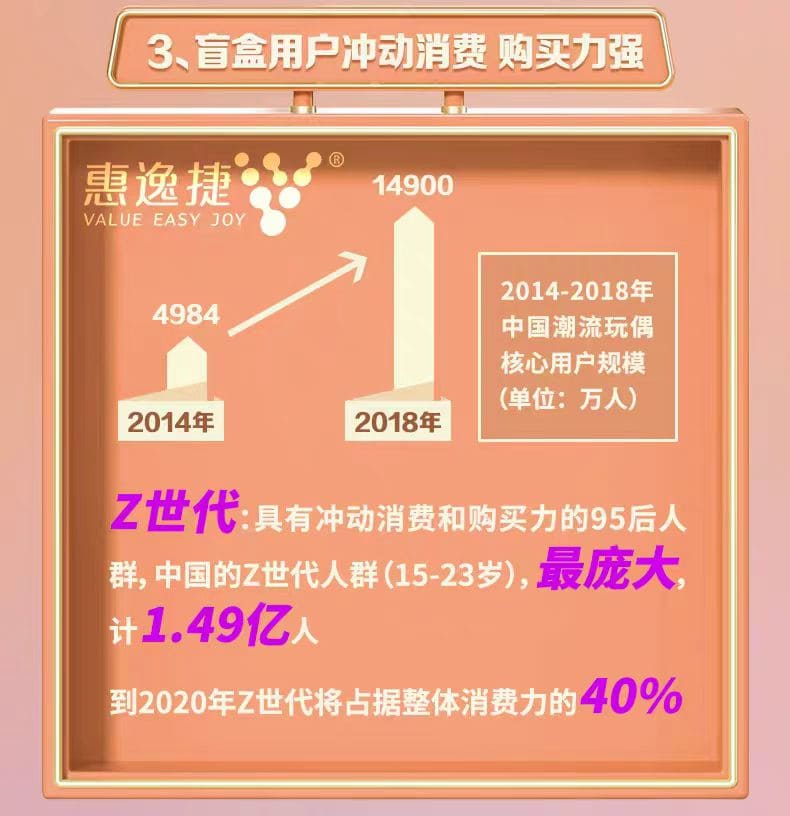 3、盲盒用户冲动消费 购买力强
惠逸捷®
VALUE EASY JOY
14900
4984
2014年
2018年
2014-2018年
中国潮流玩偶
核心用户规模
(单位：万人)
Z世代:具有冲动消费和购买力的95后人
群,中国的Z世代人群(15-23岁),最庞大,
计1.49亿人
到2020年Z世代将占据整体消费力的40%